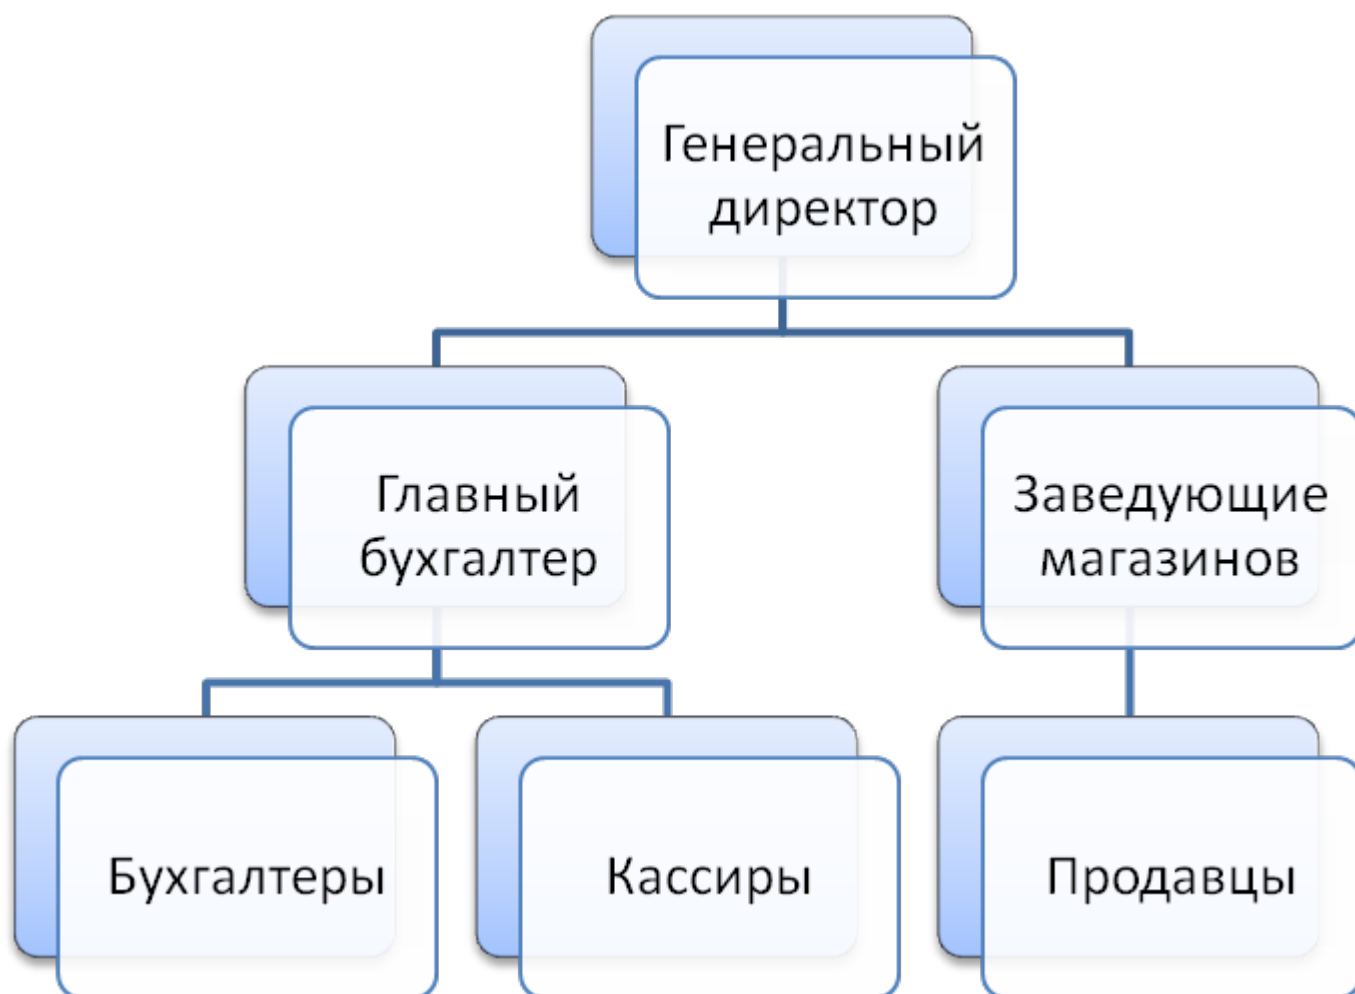 Генеральный
директор
Главный
бухгалтер
Заведующие
магазинов
Бухгалтеры
Кассиры
Продавцы